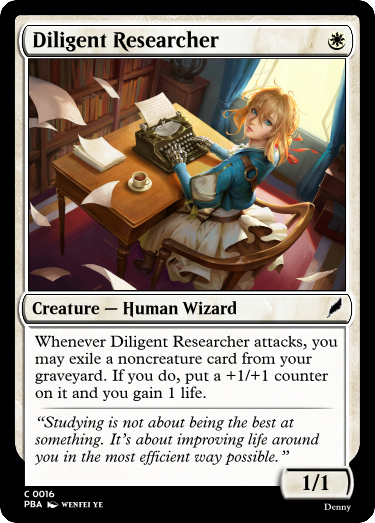 Diligent Researcher
Creature — Human Wizard
Whenever Diligent Researcher attacks, you
may exile a noncreature card from your
graveyard. If you do, put a +1/+1 counter
on it and you gain 1 life.
“Studying is not about being the best at
something. It’s about improving life around
you in the most efficient way possible.”
1/1
C 0016
PBA WENFEI YE
Denny